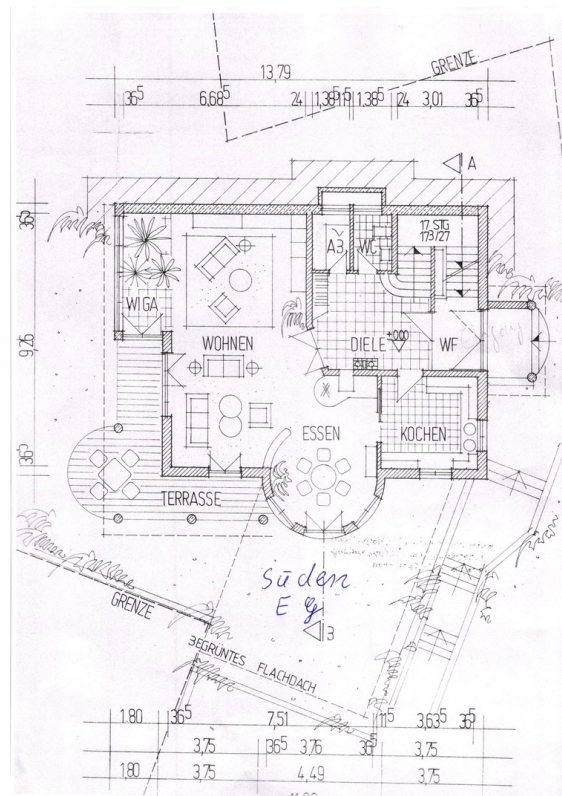 GRENZE
13,79
36⁵ 6,68⁵ 24 1,38⁵ 11⁵ 1,38⁵ 24 3,01 36⁵
A
17 STG
173/27
AB
WC
WIGA
WOHNEN
DIELE
±0.00
WF
36⁵
9,26
36⁵
ESSEN
KOCHEN
TERRASSE
Süden
EG
B
GRENZE
BEGRÜNTES FLACHDACH
1.80 36⁵ 7,51 11⁵ 3,63⁵ 36⁵
3,75 36⁵ 3,76 36⁵ 3,75
1,80 3,75 4,49 3,75